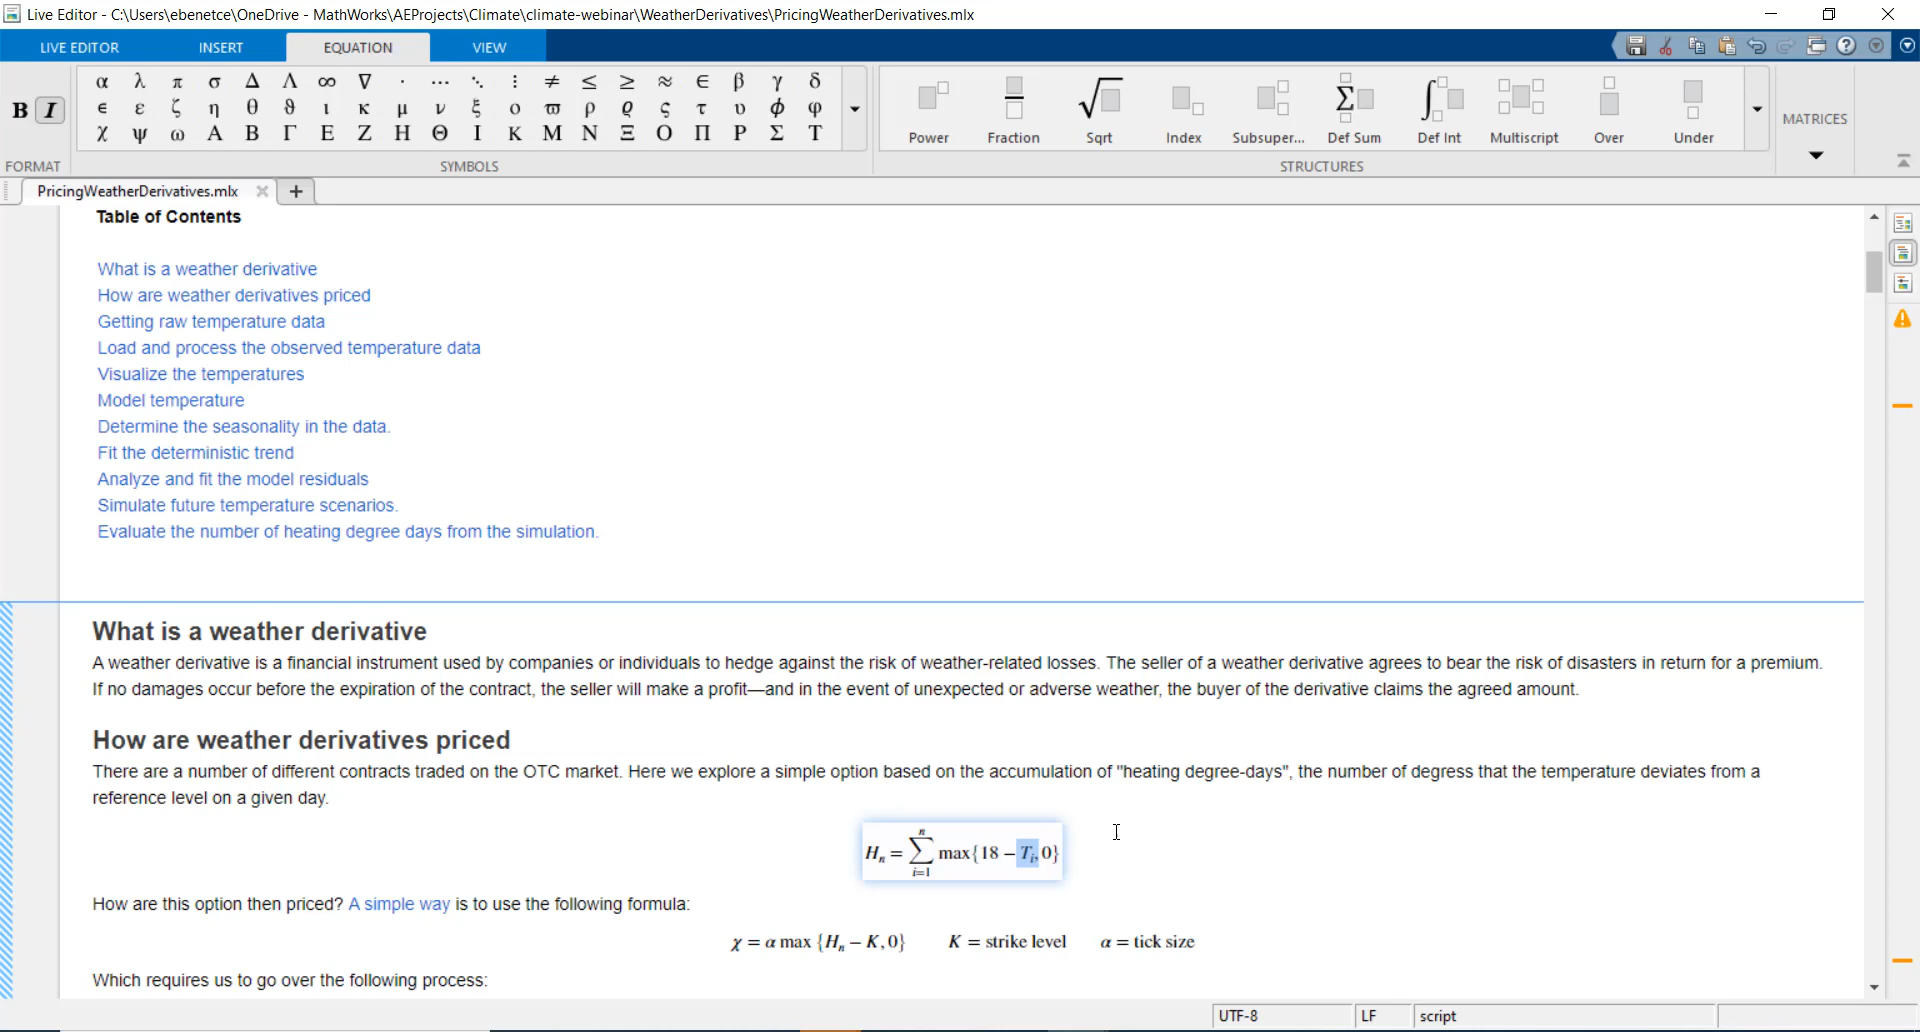 Live Editor - C:\Users\ebenetce\OneDrive - MathWorks\AEProjects\Climate\climate-webinar\WeatherDerivatives\PricingWeatherDerivatives.mlx
LIVE EDITOR INSERT EQUATION VIEW
α λ π σ Δ Λ ∞ ∇ · ⋯ ⋱ ⋮ ≠ ≤ ≥ ≈ ∈ β γ δ
B I ϵ ε ζ η θ ϑ ι κ μ ν ξ ο ϖ ρ ϱ ς τ υ ϕ φ
χ ψ ω Α Β Γ Ε Ζ Η Θ Ι Κ Μ Ν Ξ Ο Π Ρ Σ Τ
Power Fraction Sqrt Index Subsuper... Def Sum Def Int Multiscript Over Under
MATRICES
FORMAT SYMBOLS STRUCTURES
PricingWeatherDerivatives.mlx
Table of Contents
What is a weather derivative
How are weather derivatives priced
Getting raw temperature data
Load and process the observed temperature data
Visualize the temperatures
Model temperature
Determine the seasonality in the data.
Fit the deterministic trend
Analyze and fit the model residuals
Simulate future temperature scenarios.
Evaluate the number of heating degree days from the simulation.
What is a weather derivative
A weather derivative is a financial instrument used by companies or individuals to hedge against the risk of weather-related losses. The seller of a weather derivative agrees to bear the risk of disasters in return for a premium.
If no damages occur before the expiration of the contract, the seller will make a profit—and in the event of unexpected or adverse weather, the buyer of the derivative claims the agreed amount.
How are weather derivatives priced
There are a number of different contracts traded on the OTC market. Here we explore a simple option based on the accumulation of "heating degree-days", the number of degress that the temperature deviates from a
reference level on a given day.
H_n = ∑_{i=1}^{n} max{18 − T_i, 0}
How are this option then priced? A simple way is to use the following formula:
χ = α max {H_n − K, 0} K = strike level α = tick size
Which requires us to go over the following process:
UTF-8 LF script